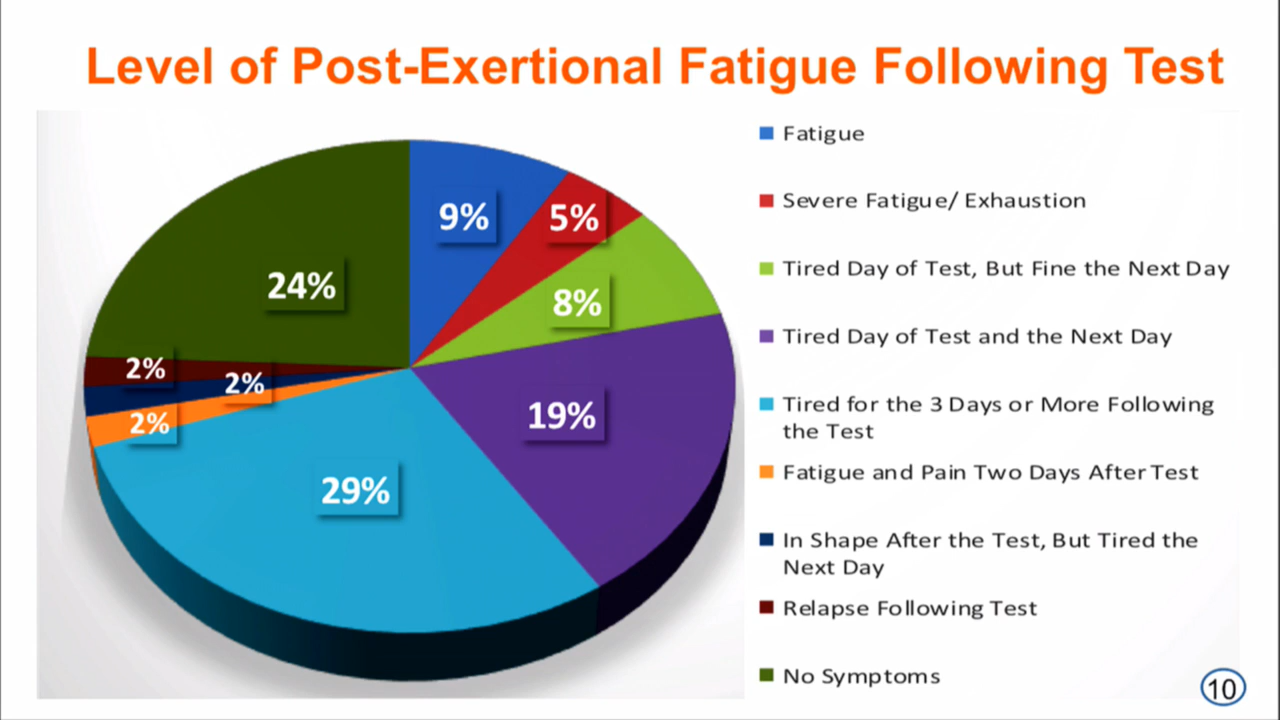 Level of Post-Exertional Fatigue Following Test
9%
5%
8%
19%
29%
2%
2%
2%
24%
Fatigue
Severe Fatigue/ Exhaustion
Tired Day of Test, But Fine the Next Day
Tired Day of Test and the Next Day
Tired for the 3 Days or More Following
the Test
Fatigue and Pain Two Days After Test
In Shape After the Test, But Tired the
Next Day
Relapse Following Test
No Symptoms
10